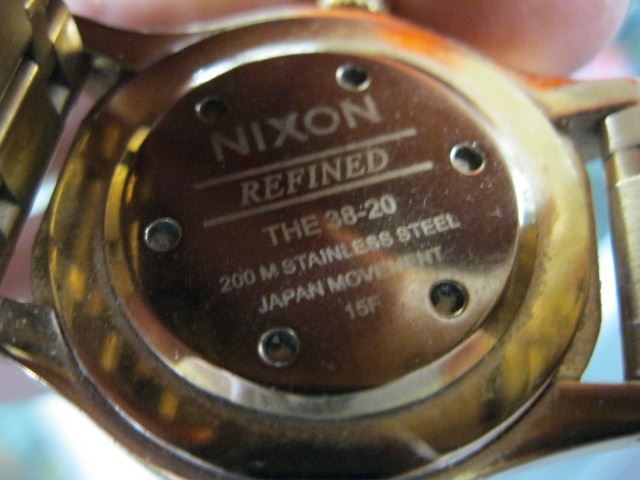 NIXON
REFINED
THE 38-20
200 M STAINLESS STEEL
JAPAN MOVEMENT
15F